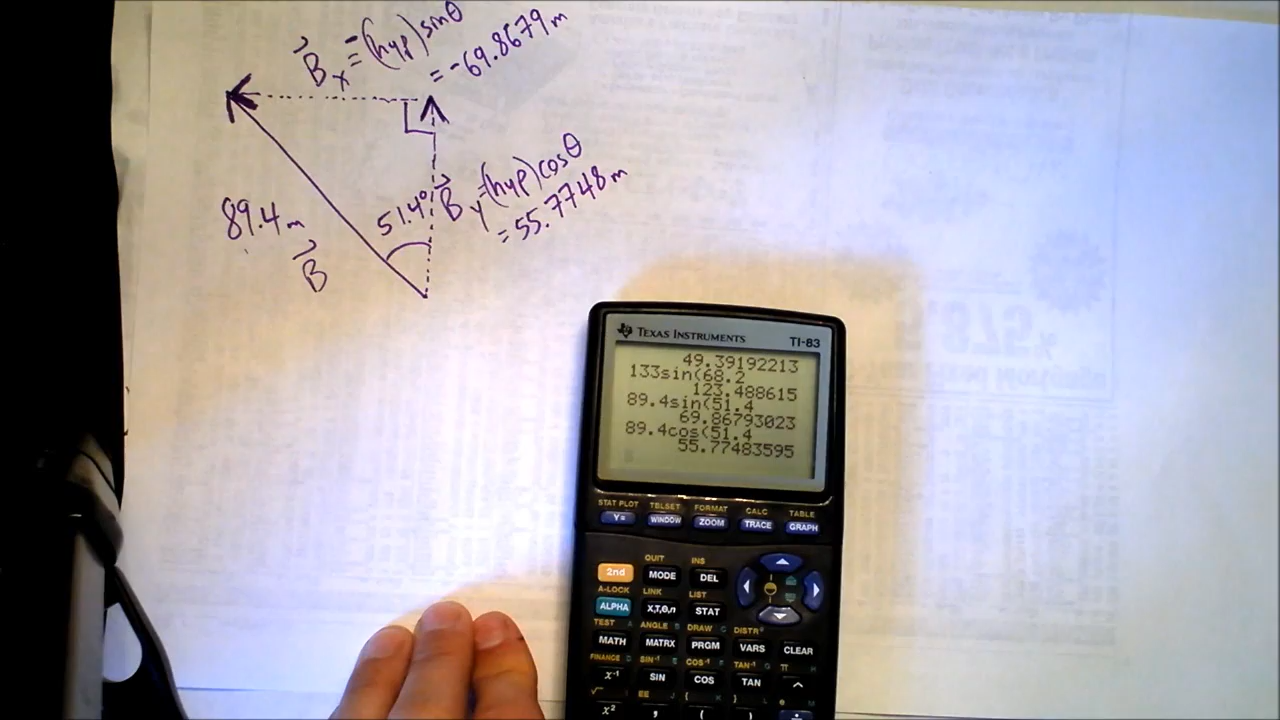 B⃗x = -(hyp)sinθ
= -69.8679 m
89.4 m
B⃗
51.4°
B⃗y = (hyp)cosθ
= 55.7748 m
TEXAS INSTRUMENTS
TI-83
49.39192213
133sin(68.2
123.488615
89.4sin(51.4
69.86793023
89.4cos(51.4
55.77483595
STAT PLOT TBLSET FORMAT CALC TABLE
Y= WINDOW ZOOM TRACE GRAPH
QUIT INS
2nd MODE DEL
A-LOCK LINK LIST
ALPHA X,T,Θ,n STAT
TEST A ANGLE B DRAW C DISTR
MATH MATRX PRGM VARS CLEAR
FINANCE D SIN⁻¹ E COS⁻¹ F TAN⁻¹ G π H
x⁻¹ SIN COS TAN ^
√ I EE J { K } L e M
x² , ( ) ÷